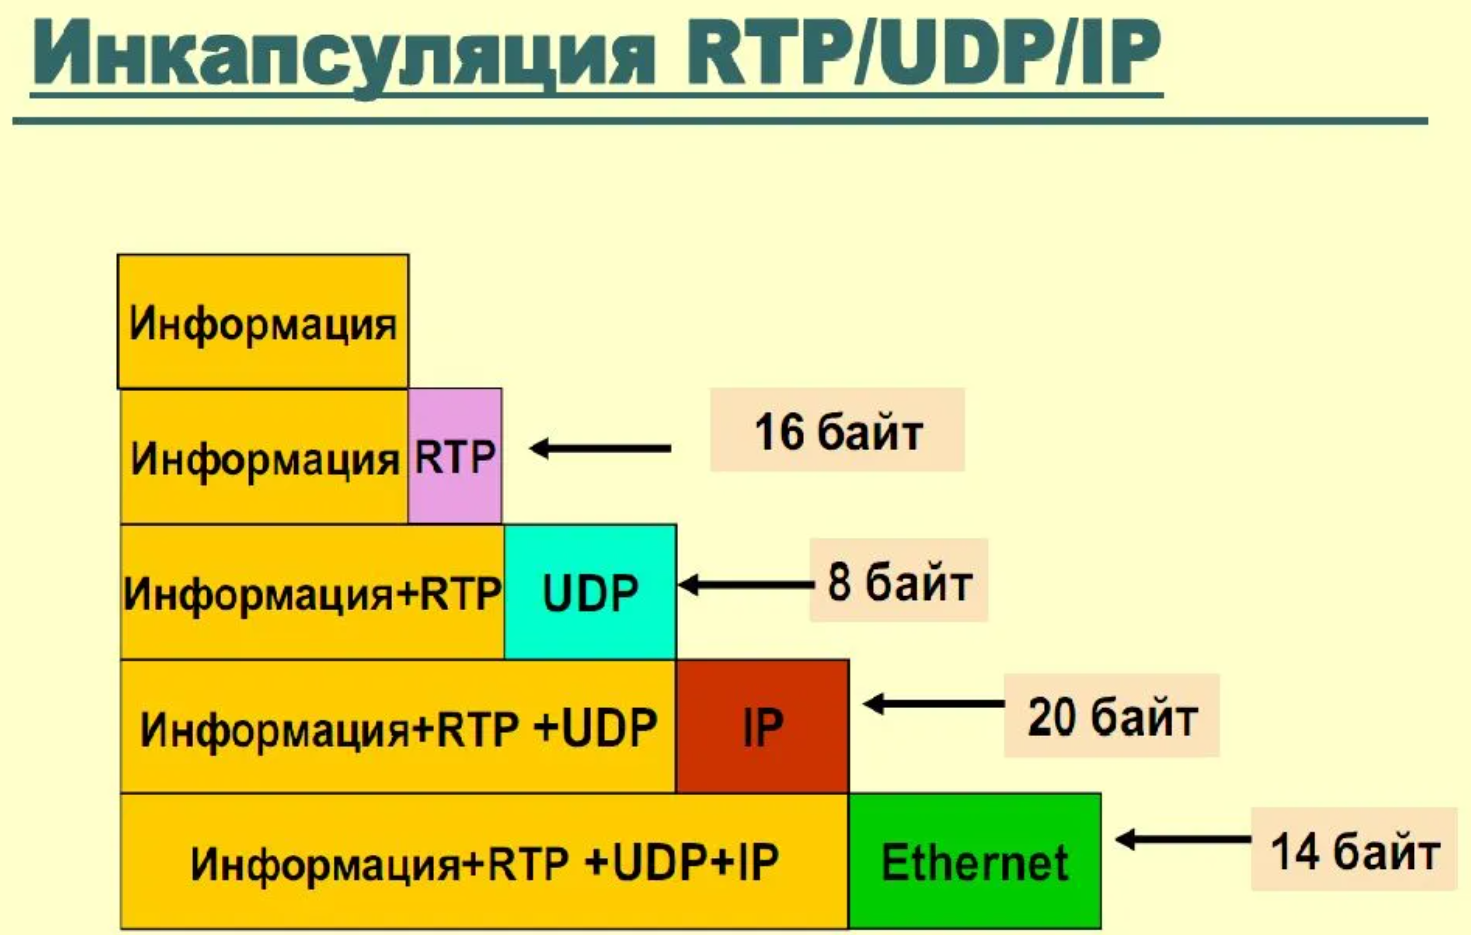 Инкапсуляция RTP/UDP/IP
Информация
Информация RTP
16 байт
Информация+RTP UDP
8 байт
Информация+RTP +UDP IP
20 байт
Информация+RTP +UDP+IP Ethernet
14 байт